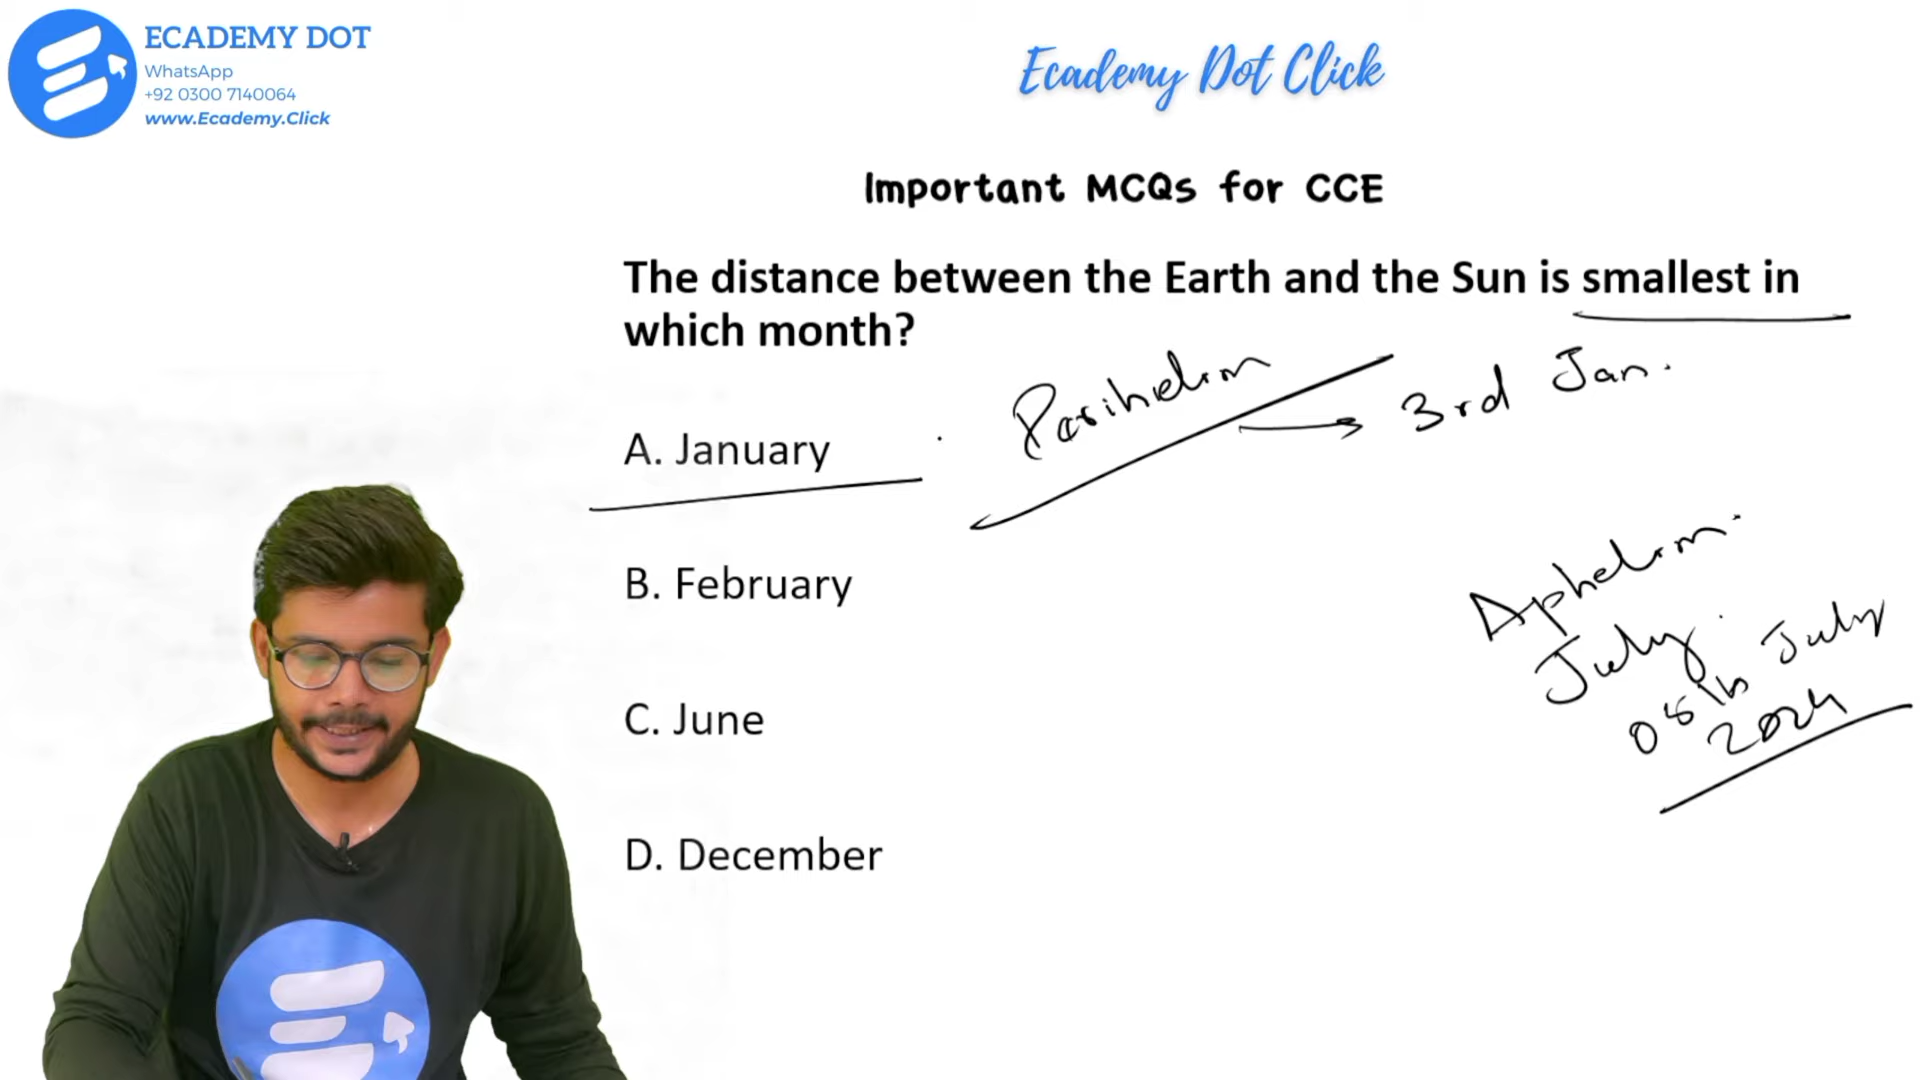 ECADEMY DOT
WhatsApp
+92 0300 7140064
www.Ecademy.Click
Ecademy Dot Click
Important MCQs for CCE
The distance between the Earth and the Sun is smallest in
which month?
Parihelion
3rd Jan.
A. January
B. February
C. June
D. December
Aphelion
July
05th July
2024